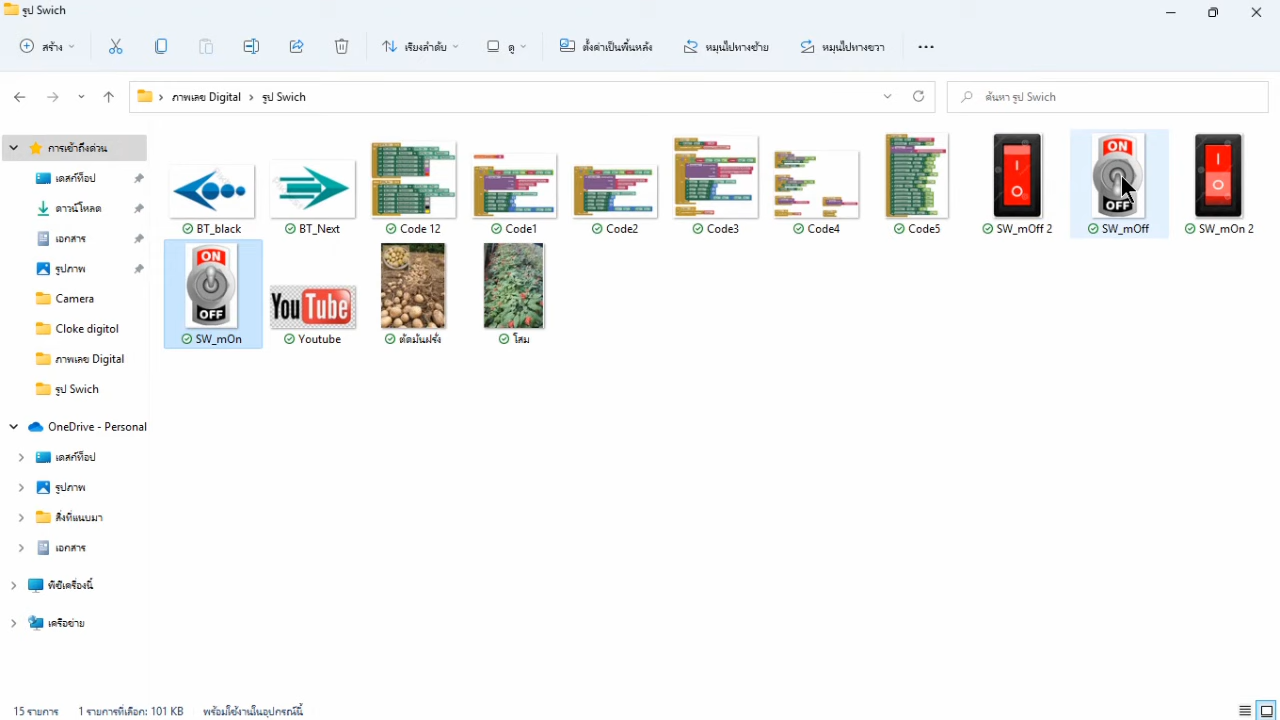 รูป Swich
สร้าง
เรียงลำดับ
ดู
ตั้งค่าเป็นพื้นหลัง
หมุนไปทางซ้าย
หมุนไปทางขวา
ภาพเลข Digital
รูป Swich
ค้นหา รูป Swich
การเข้าถึงด่วน
เดสก์ท็อป
ดาวน์โหลด
เอกสาร
รูปภาพ
Camera
Cloke digitol
ภาพเลข Digital
รูป Swich
OneDrive - Personal
เดสก์ท็อป
รูปภาพ
สิ่งที่แนบมา
เอกสาร
พีซีเครื่องนี้
เครือข่าย
BT_black
BT_Next
Code 12
Code1
Code2
Code3
Code4
Code5
I
O
SW_mOff 2
ON
OFF
SW_mOff
I
O
SW_mOn 2
ON
OFF
SW_mOn
YouTube
Youtube
ตัดมันฝรั่ง
โสม
15 รายการ
1 รายการที่เลือก: 101 KB
พร้อมใช้งานในอุปกรณ์นี้